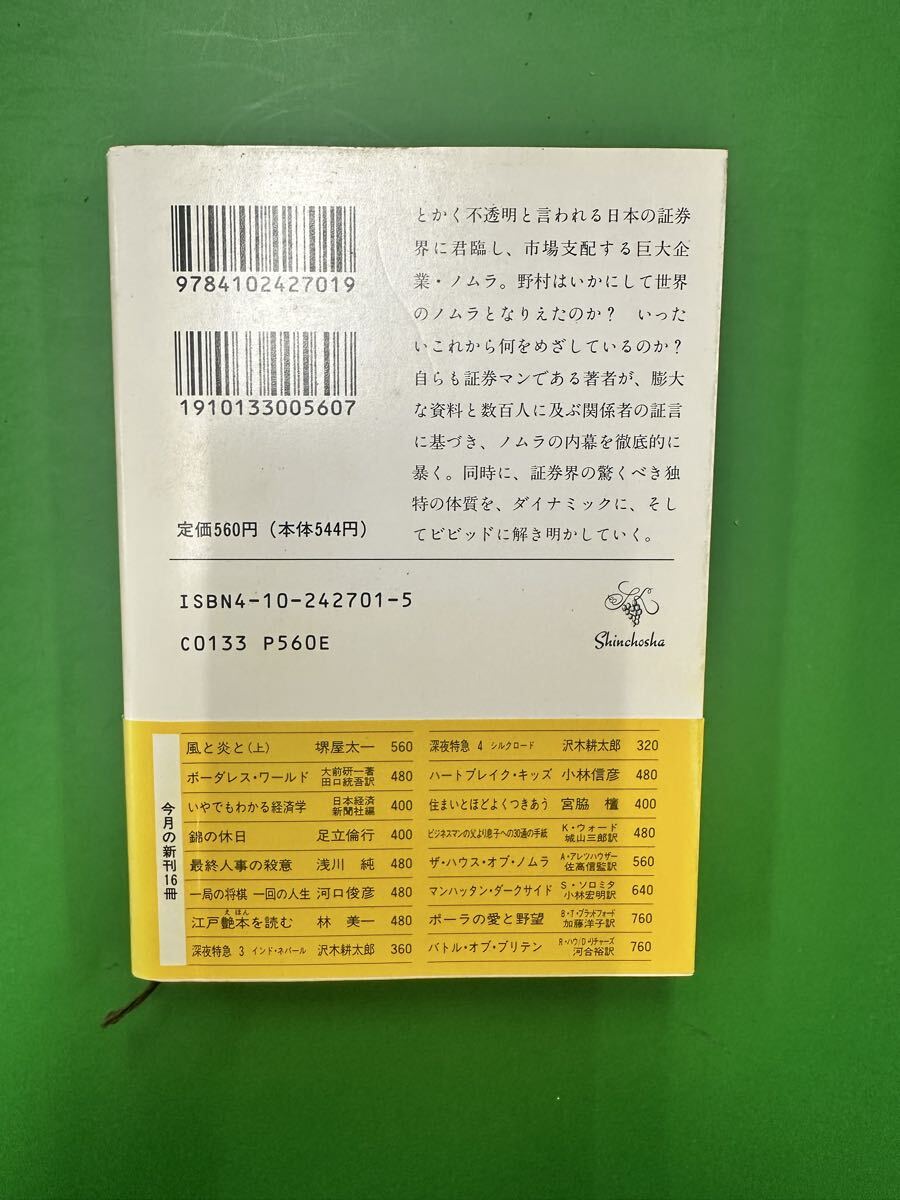 9784102427019
1910133005607
定価560円（本体544円）
とかく不透明と言われる日本の証券
界に君臨し、市場支配する巨大企
業・ノムラ。野村はいかにして世界
のノムラとなりえたのか？　いった
いこれから何をめざしているのか？
自らも証券マンである著者が、膨大
な資料と数百人に及ぶ関係者の証言
に基づき、ノムラの内幕を徹底的に
暴く。同時に、証券界の驚くべき独
特の体質を、ダイナミックに、そし
てビビッドに解き明かしていく。
ISBN4-10-242701-5
C0133 P560E
Shinchosha
今月の新刊16冊
風と炎と(上) 堺屋太一 560
ボーダレス・ワールド 大前研一著 田口統吾訳 480
いやでもわかる経済学 日本経済新聞社編 400
錦の休日 足立倫行 400
最終人事の殺意 浅川 純 480
一局の将棋 一回の人生 河口俊彦 480
江戸艶本を読む 林 美一 480
えほん
深夜特急 3 インド・ネパール 沢木耕太郎 360
深夜特急 4 シルクロード 沢木耕太郎 320
ハートブレイク・キッズ 小林信彦 480
住まいとほどよくつきあう 宮脇 檀 400
ビジネスマンの父より息子への30通の手紙 K・ウォード 城山三郎訳 480
ザ・ハウス・オブ・ノムラ A・アレツハウザー 佐高信監訳 560
マンハッタン・ダークサイド S・ソロミタ 小林宏明訳 640
ポーラの愛と野望 B・T・ブラッドフォード 加藤洋子訳 760
バトル・オブ・ブリテン R・ハウ/D・リチャーズ 河合裕訳 760